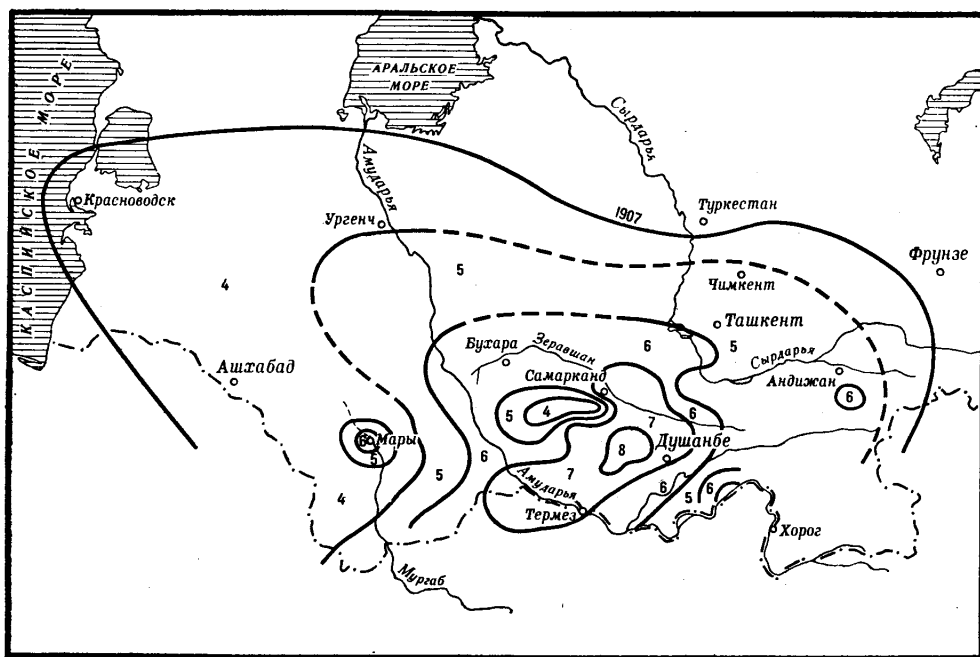 КАСПИЙСКОЕ МОРЕ
АРАЛЬСКОЕ
МОРЕ
Сырдарья
Амударья
Красноводск
Ургенч
1907
Туркестан
Фрунзе
4
5
Чимкент
Ташкент
Бухара
Зеравшан
6
5
Сырдарья
Ашхабад
Самарканд
Андижан
6
5
4
7
6
6
Мары
5
8
Душанбе
6
5
7
6
4
Амударья
Термез
5
6
Хорог
Мургаб